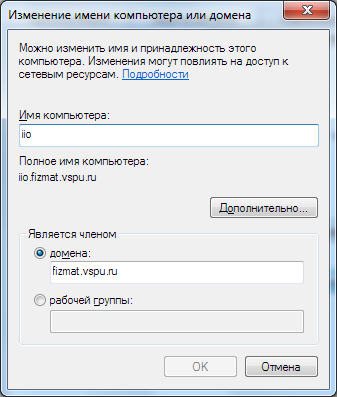 Изменение имени компьютера или домена
Можно изменить имя и принадлежность этого
компьютера. Изменения могут повлиять на доступ к
сетевым ресурсам. Подробности
Имя компьютера:
iio
Полное имя компьютера:
iio.fizmat.vspu.ru
Дополнительно...
Является членом
домена:
fizmat.vspu.ru
рабочей группы:
OK
Отмена